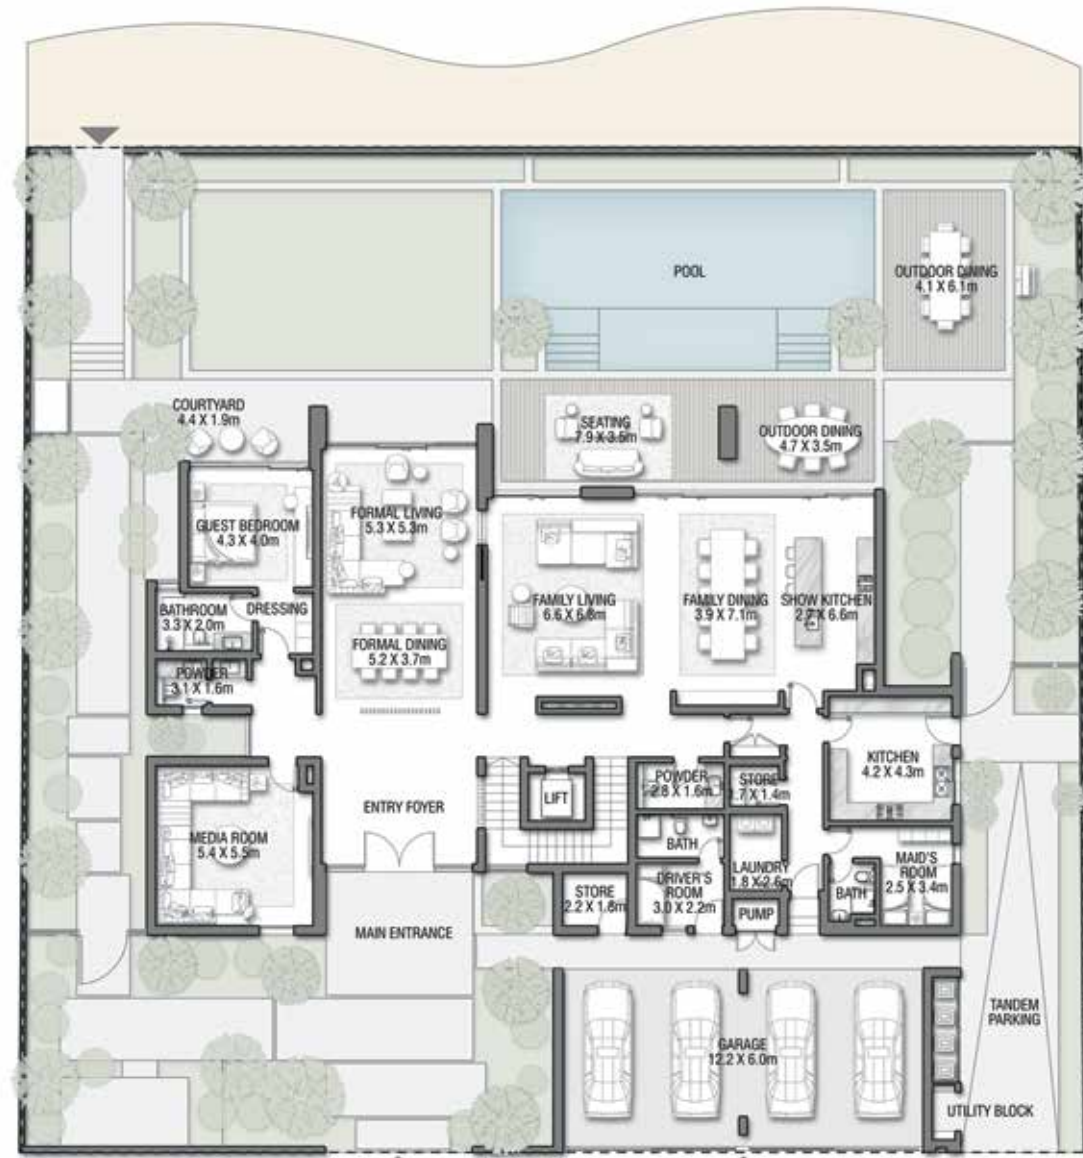 POOL
OUTDOOR DINING
4.1 X 6.1m
COURTYARD
4.4 X 1.9m
SEATING
7.9 X 3.5m
OUTDOOR DINING
4.7 X 3.5m
GUEST BEDROOM
4.3 X 4.0m
FORMAL LIVING
5.3 X 5.3m
BATHROOM
3.3 X 2.0m
DRESSING
FAMILY LIVING
6.6 X 6.8m
FAMILY DINING
3.9 X 7.1m
SHOW KITCHEN
2.7 X 6.6m
FORMAL DINING
5.2 X 3.7m
POWDER
3.1 X 1.6m
KITCHEN
4.2 X 4.3m
ENTRY FOYER
LIFT
POWDER
2.8 X 1.6m
STORE
2.7 X 1.4m
MEDIA ROOM
5.4 X 5.5m
BATH
LAUNDRY
1.8 X 2.6m
MAID'S
ROOM
2.5 X 3.4m
DRIVER'S
ROOM
3.0 X 2.2m
STORE
2.2 X 1.8m
BATH
PUMP
MAIN ENTRANCE
TANDEM
PARKING
GARAGE
12.2 X 6.0m
UTILITY BLOCK